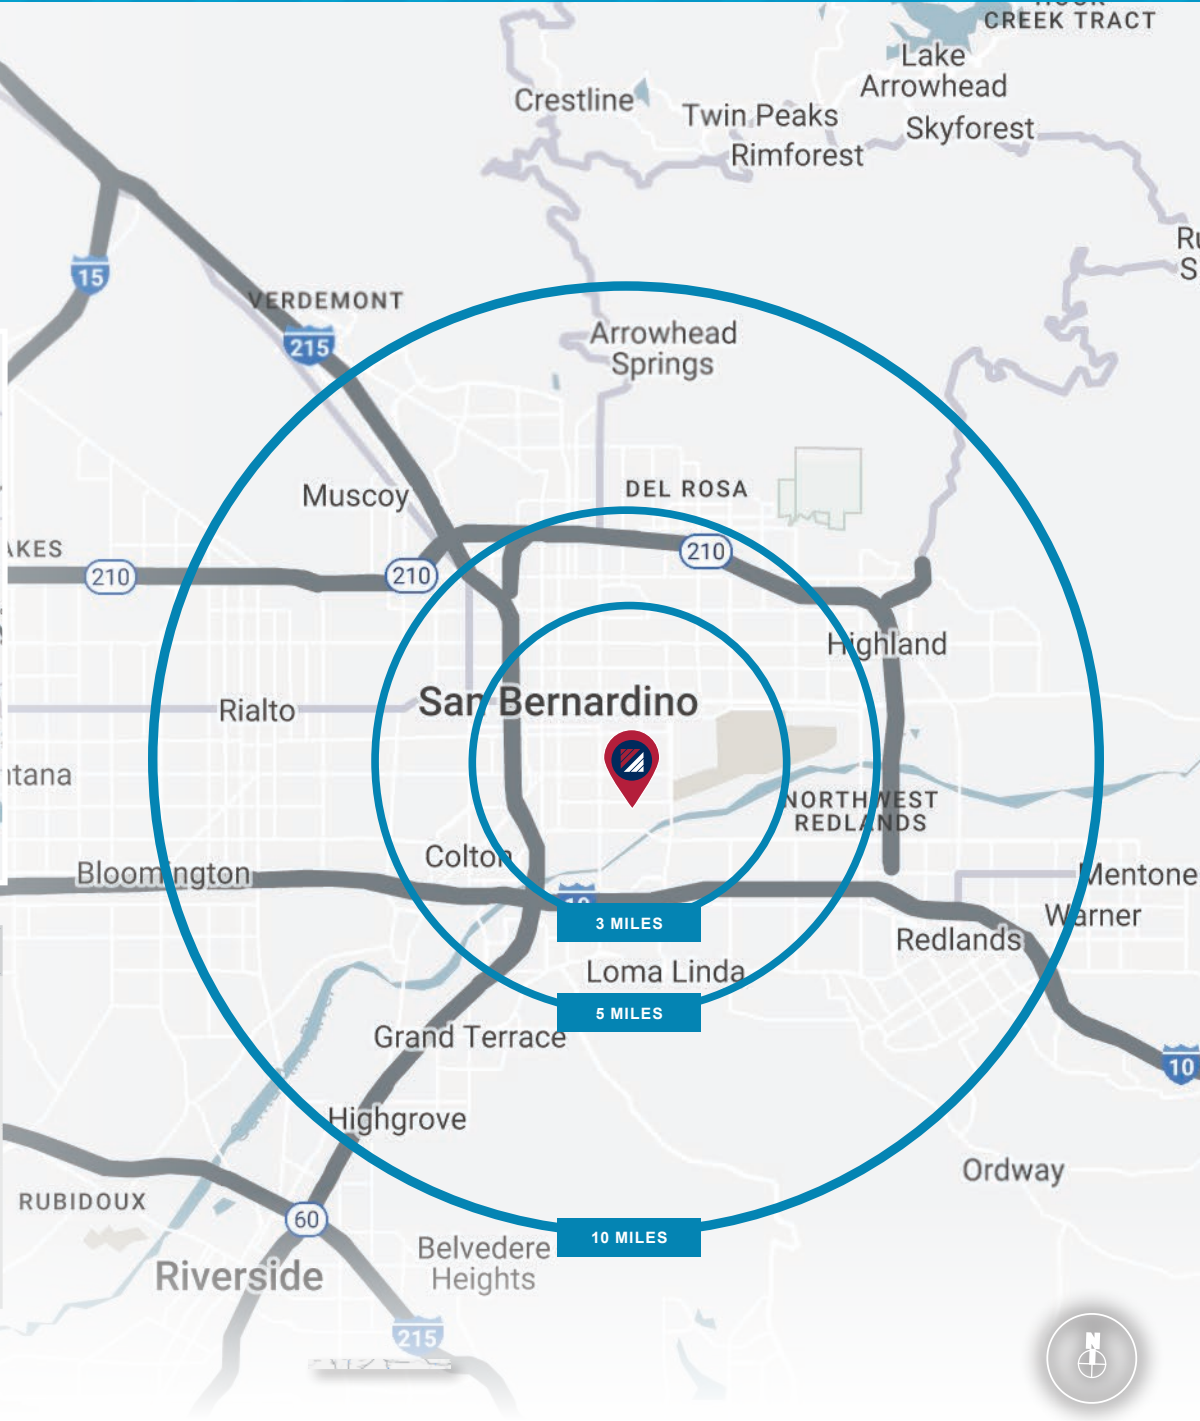 CREEK TRACT
Lake
Arrowhead
Crestline
Twin Peaks
Skyforest
Rimforest
15
VERDEMONT
215
Arrowhead
Springs
Muscoy
DEL ROSA
210
210
210
Highland
San Bernardino
Rialto
NORTHWEST
REDLANDS
Colton
Bloomington
Mentone
Warner
Redlands
10
3 MILES
Loma Linda
5 MILES
Grand Terrace
10
Highgrove
Ordway
RUBIDOUX
60
10 MILES
Belvedere
Heights
Riverside
215
N